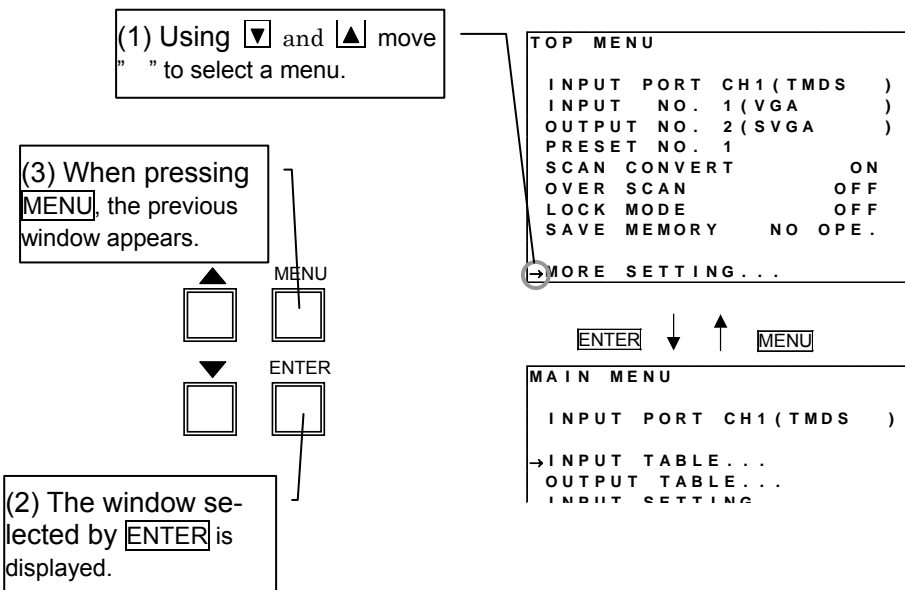 (1) Using ▼ and ▲ move
”   ” to select a menu.
(3) When pressing
MENU, the previous
window appears.
▲ MENU
▼ ENTER
(2) The window se-
lected by ENTER is
displayed.
TOP MENU
INPUT PORT CH1(TMDS )
INPUT NO. 1(VGA )
OUTPUT NO. 2(SVGA )
PRESET NO. 1
SCAN CONVERT ON
OVER SCAN OFF
LOCK MODE OFF
SAVE MEMORY NO OPE.
→MORE SETTING...
ENTER ↓ ↑ MENU
MAIN MENU
INPUT PORT CH1(TMDS )
→INPUT TABLE...
OUTPUT TABLE...
INPUT SETTING